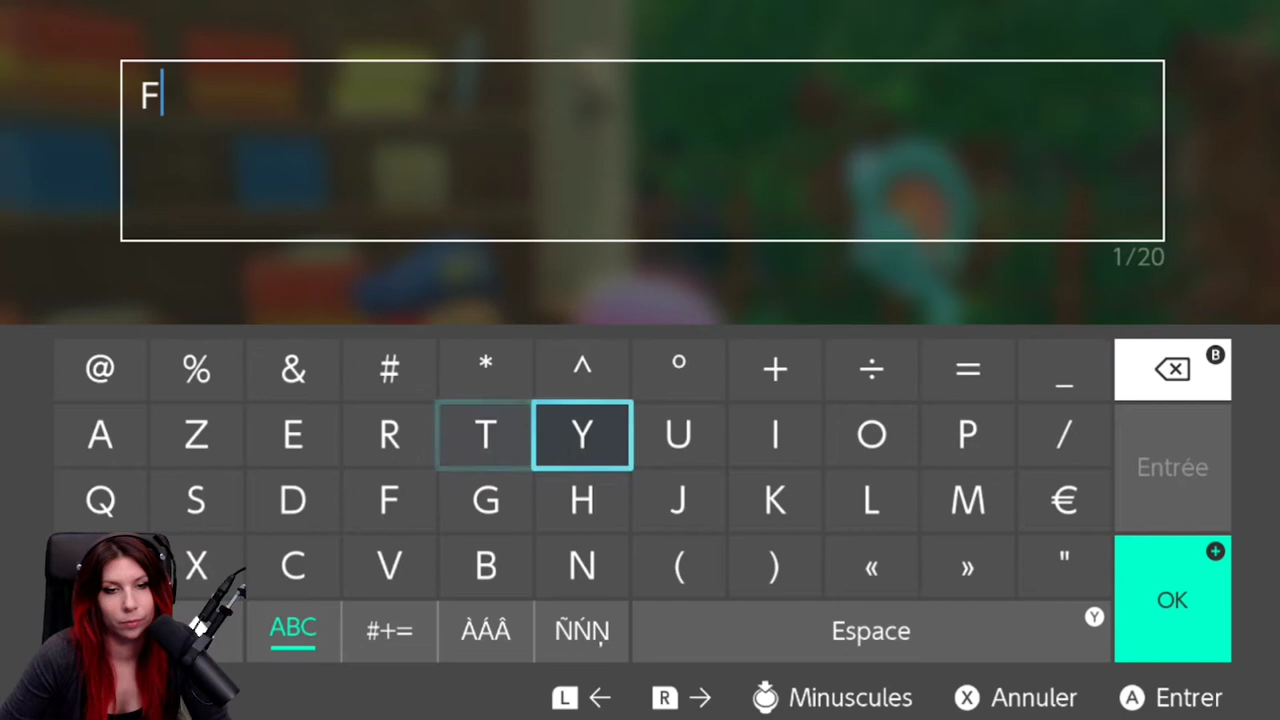 F
1/20
@ % & # * ^ ° + ÷ = _ B
A Z E R T Y U I O P / Entrée
Q S D F G H J K L M €
X C V B N ( ) « » " + OK
ABC #+= ÀÁÂ ÑŃŅ Espace Y
L ← R → Minuscules X Annuler A Entrer